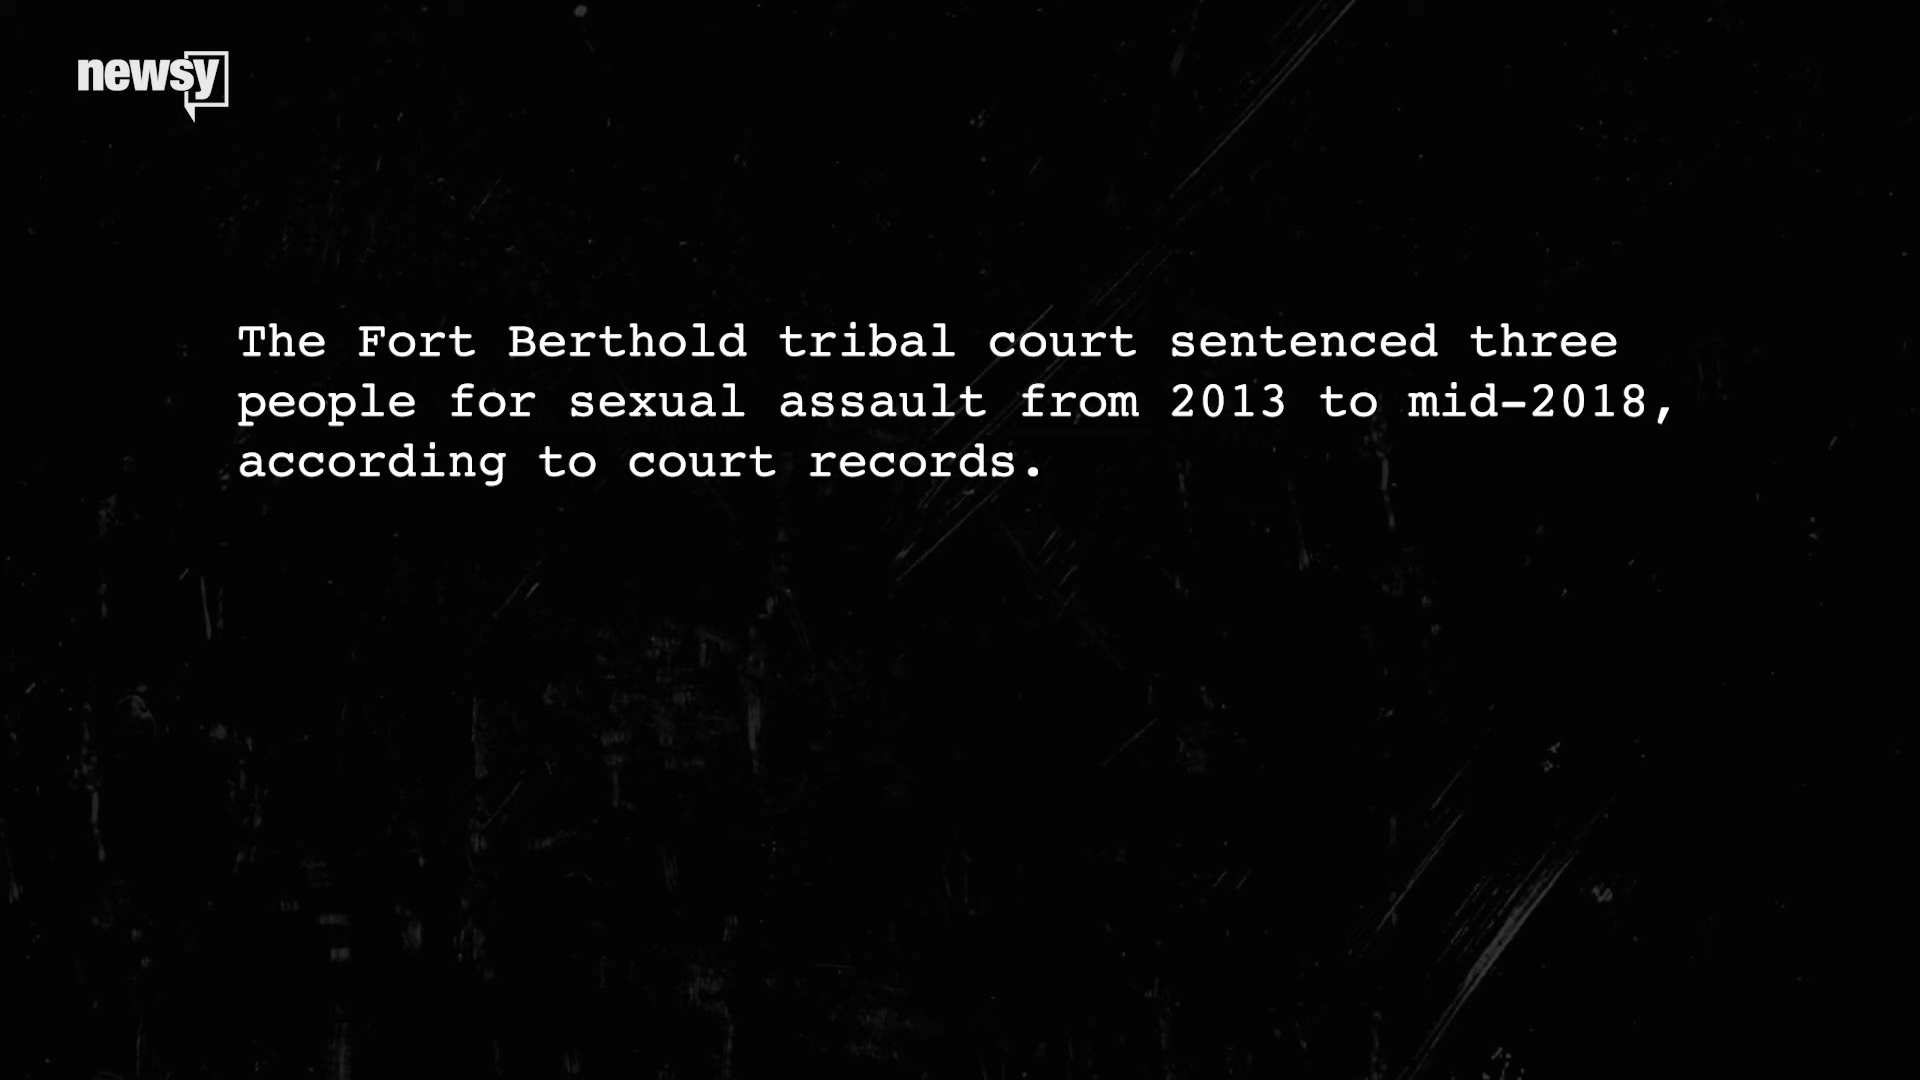 newsy
The Fort Berthold tribal court sentenced three
people for sexual assault from 2013 to mid-2018,
according to court records.